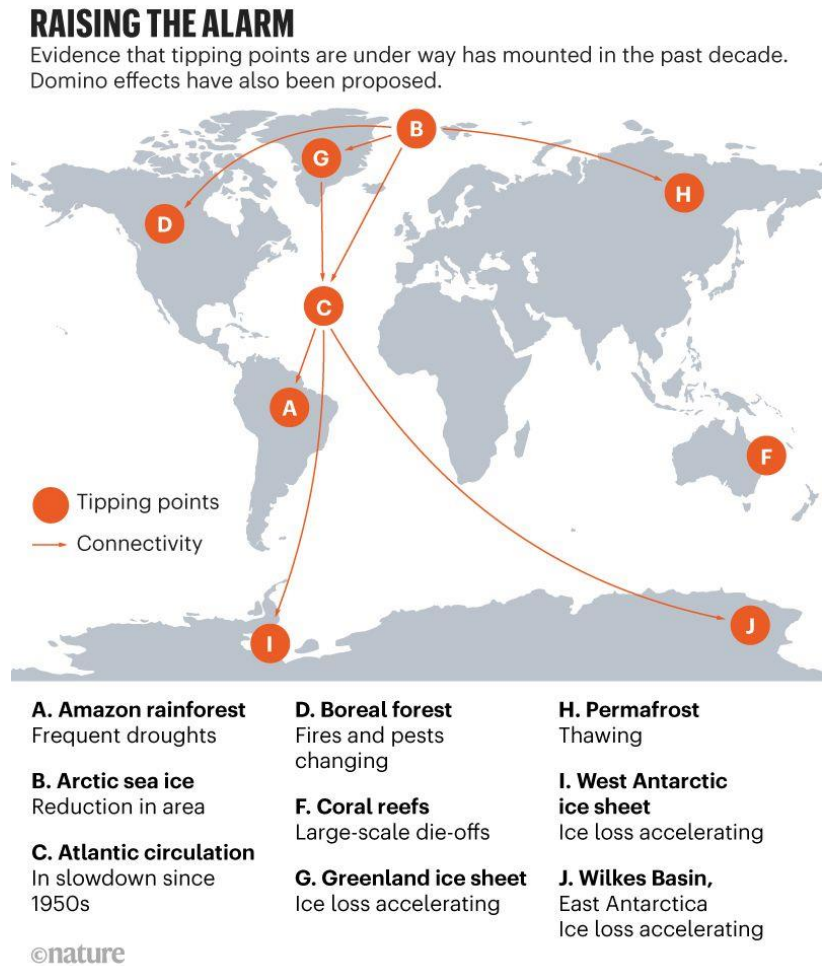 RAISING THE ALARM
Evidence that tipping points are under way has mounted in the past decade.
Domino effects have also been proposed.
B
G
H
D
C
A
F
Tipping points
Connectivity
J
I
A. Amazon rainforest
Frequent droughts
B. Arctic sea ice
Reduction in area
C. Atlantic circulation
In slowdown since
1950s
D. Boreal forest
Fires and pests
changing
F. Coral reefs
Large-scale die-offs
G. Greenland ice sheet
Ice loss accelerating
H. Permafrost
Thawing
I. West Antarctic
ice sheet
Ice loss accelerating
J. Wilkes Basin,
East Antarctica
Ice loss accelerating
©nature